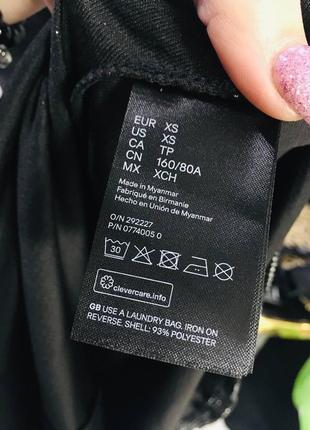 EUR XS
US XS
CA TP
CN 160/80A
MX XCH
Made in Myanmar
Fabriqué en Birmanie
Hecho en Unión de Myanmar
O/N 292227
P/N 0774005 0
30
clevercare.info
GB USE A LAUNDRY BAG. IRON ON
REVERSE. SHELL: 93% POLYESTER